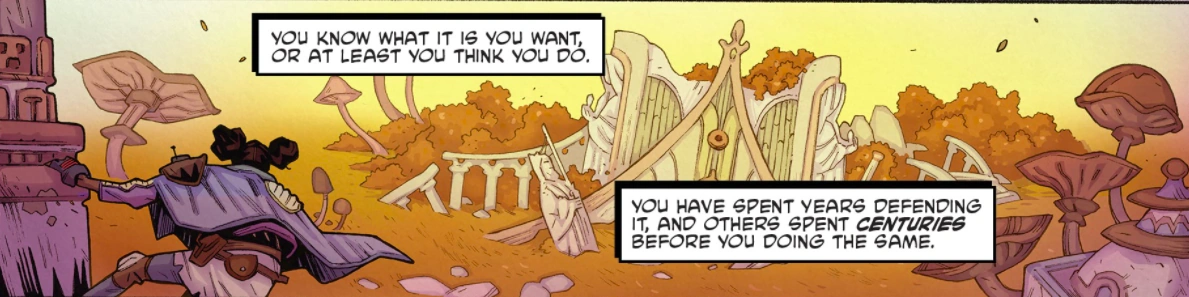 YOU KNOW WHAT IT IS YOU WANT,
OR AT LEAST YOU THINK YOU DO.
YOU HAVE SPENT YEARS DEFENDING
IT, AND OTHERS SPENT CENTURIES
BEFORE YOU DOING THE SAME.